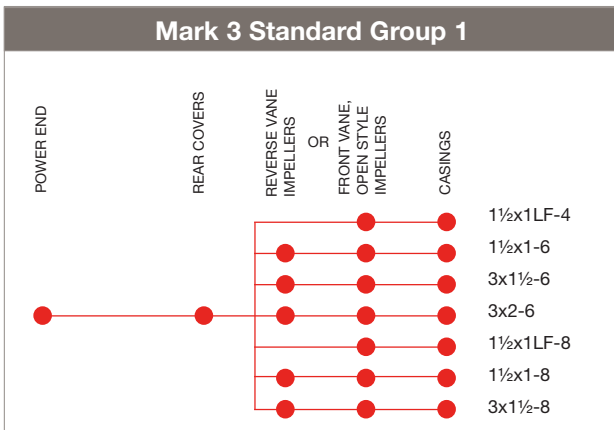 Mark 3 Standard Group 1
POWER END
REAR COVERS
REVERSE VANE
IMPELLERS
OR
FRONT VANE,
OPEN STYLE
IMPELLERS
CASINGS
1½x1LF-4
1½x1-6
3x1½-6
3x2-6
1½x1LF-8
1½x1-8
3x1½-8